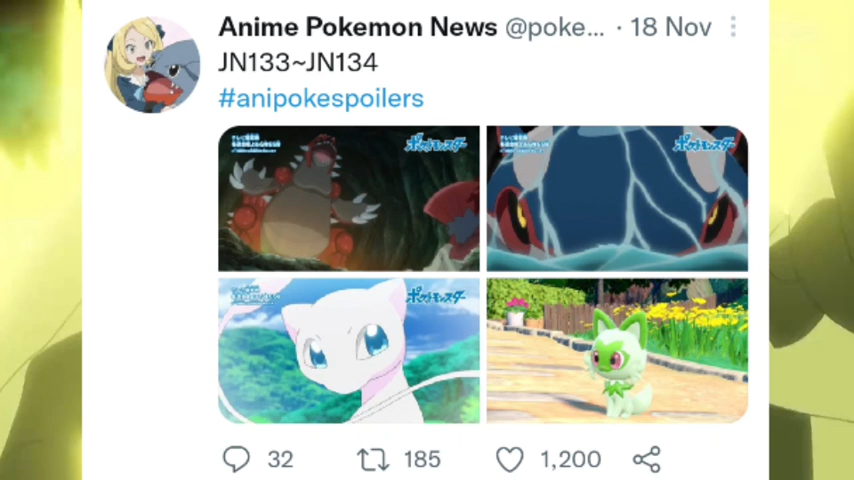 Anime Pokemon News @poke... · 18 Nov
JN133~JN134
#anipokespoilers
ポケットモンスター
ポケットモンスター
ポケットモンスター
32 185 1,200